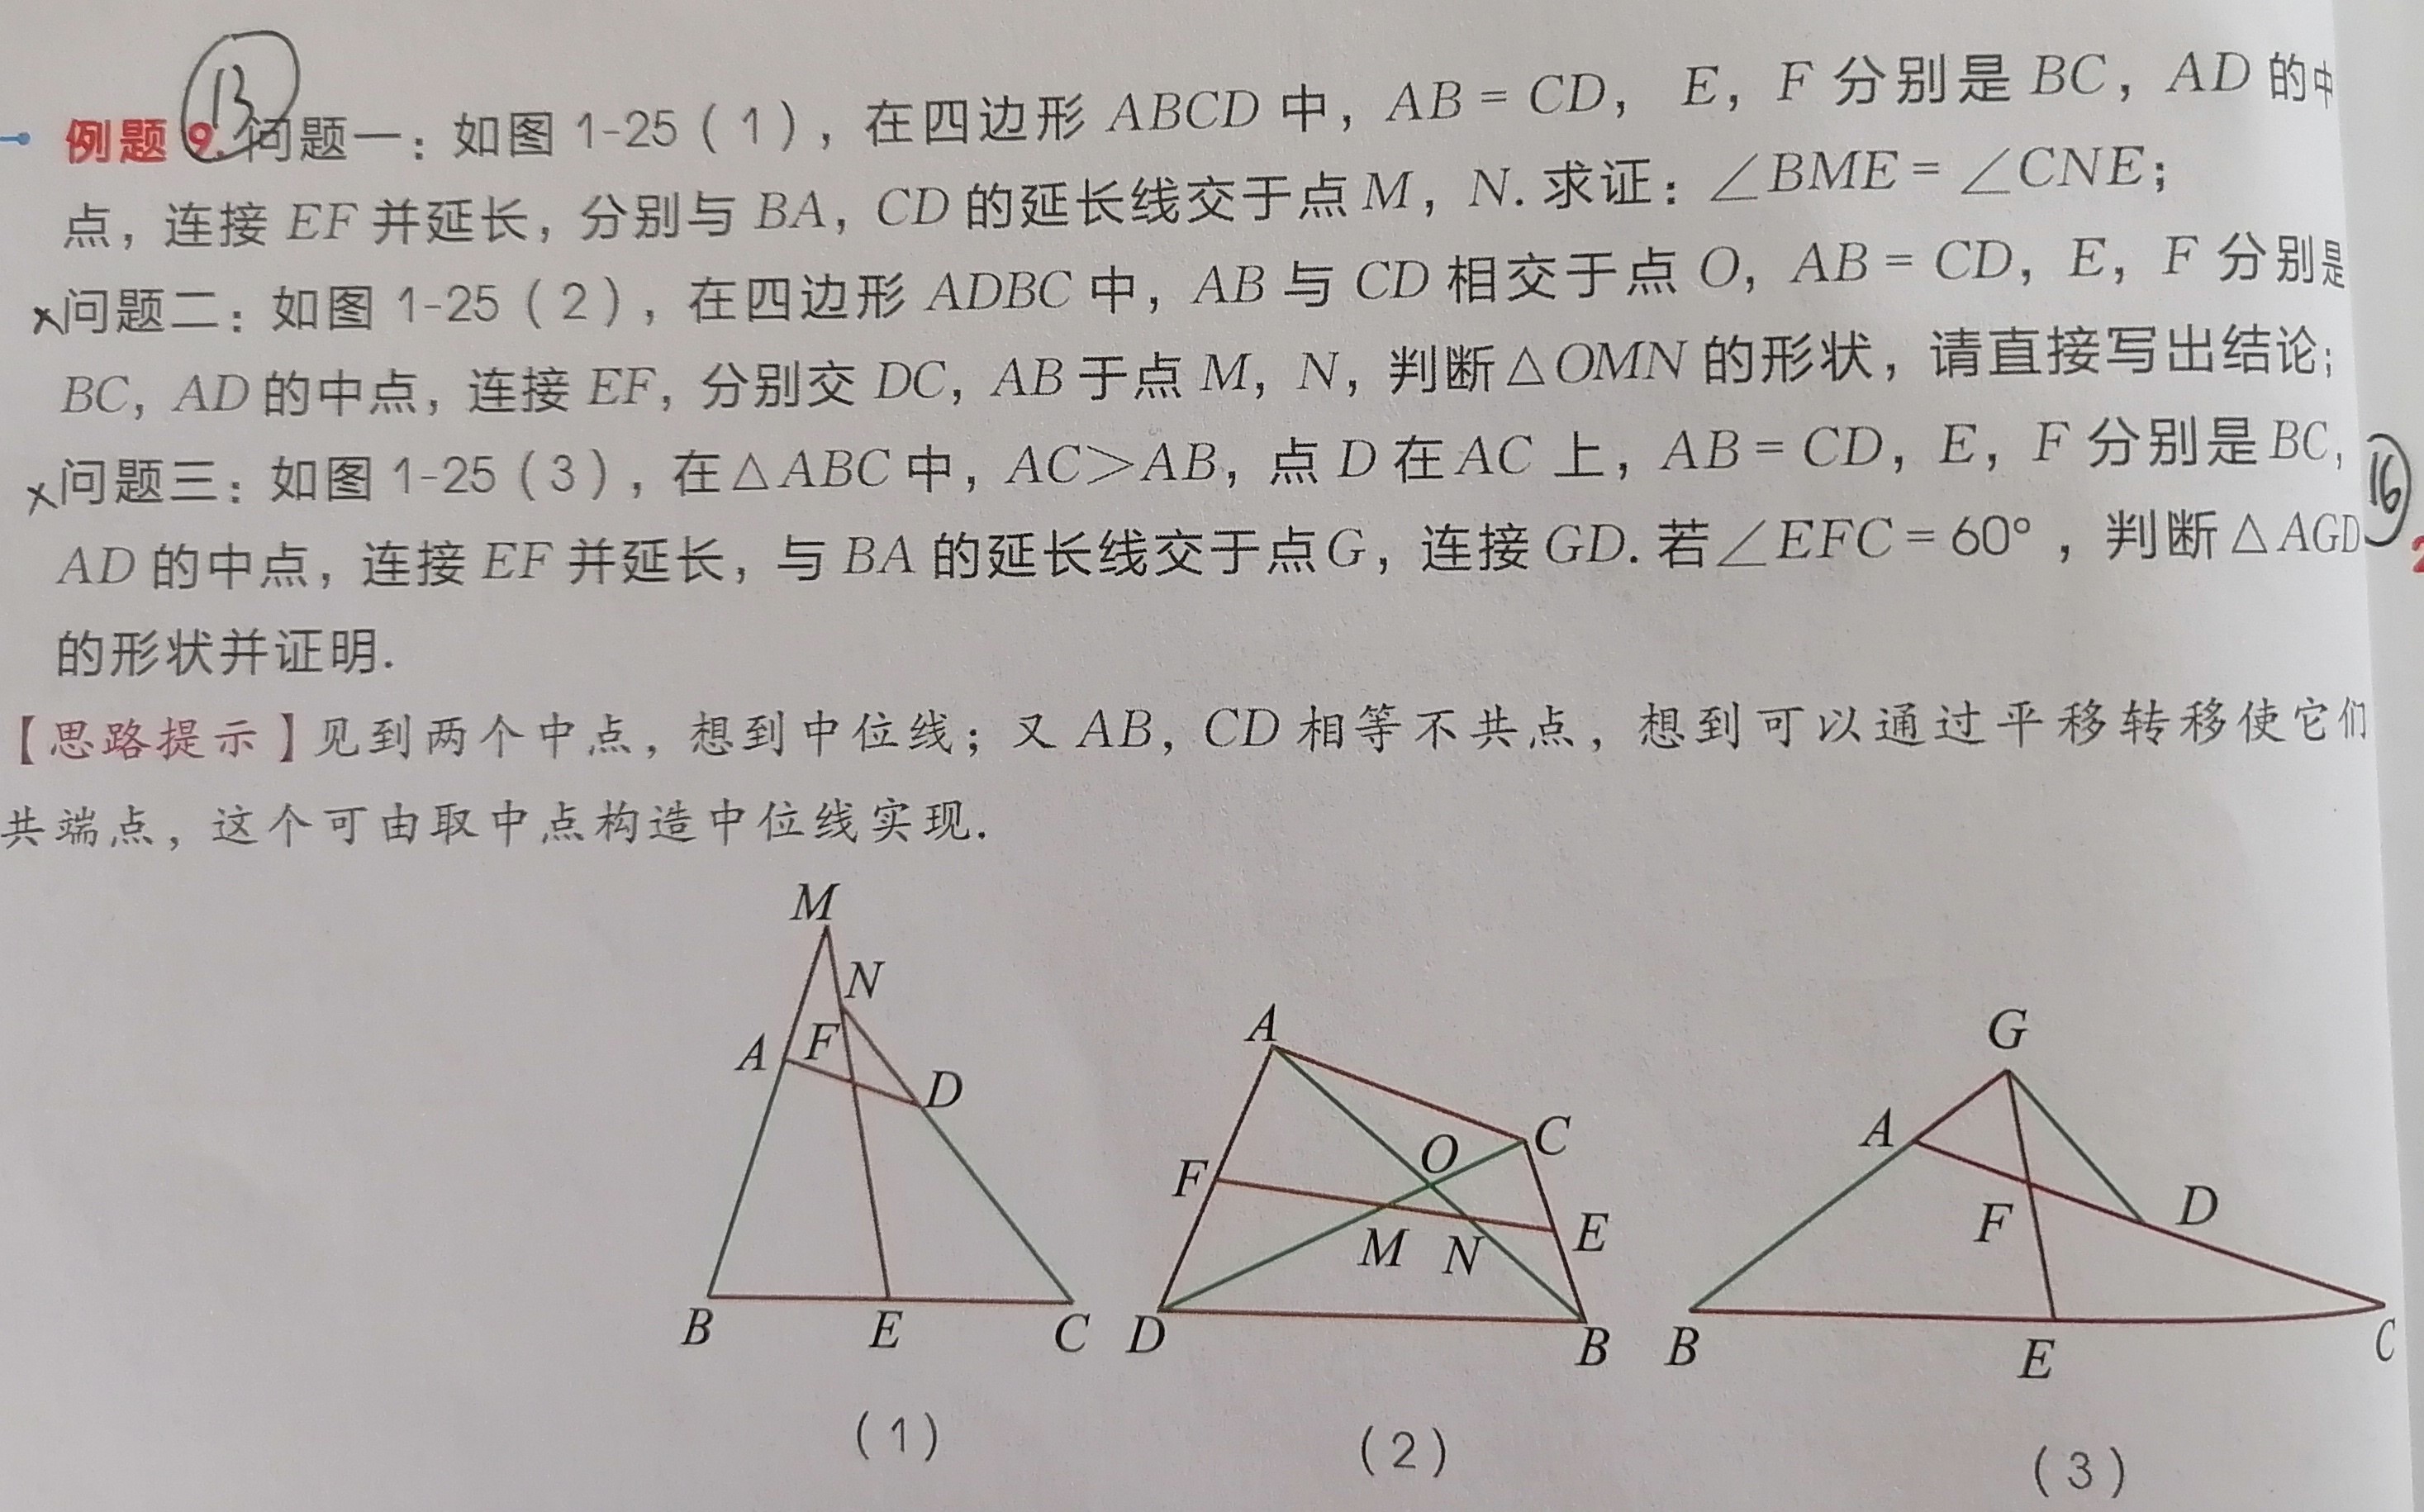 ⑬
例题9. 问题一：如图 1-25（1），在四边形 ABCD 中，AB = CD，E，F 分别是 BC，AD 的中
点，连接 EF 并延长，分别与 BA，CD 的延长线交于点 M，N. 求证：∠BME = ∠CNE；
×问题二：如图 1-25（2），在四边形 ADBC 中，AB 与 CD 相交于点 O，AB = CD，E，F 分别是
BC，AD 的中点，连接 EF，分别交 DC，AB 于点 M，N，判断△OMN 的形状，请直接写出结论；
×问题三：如图 1-25（3），在△ABC 中，AC＞AB，点 D 在 AC 上，AB = CD，E，F 分别是 BC，
⑯
AD 的中点，连接 EF 并延长，与 BA 的延长线交于点 G，连接 GD. 若∠EFC = 60°，判断△AGD
的形状并证明.
【思路提示】见到两个中点，想到中位线；又 AB，CD 相等不共点，想到可以通过平移转移使它们
共端点，这个可由取中点构造中位线实现.
M
N
A F
D
B E C
（1）
A
O C
F
M N E
D B
（2）
G
A
F D
B E C
（3）